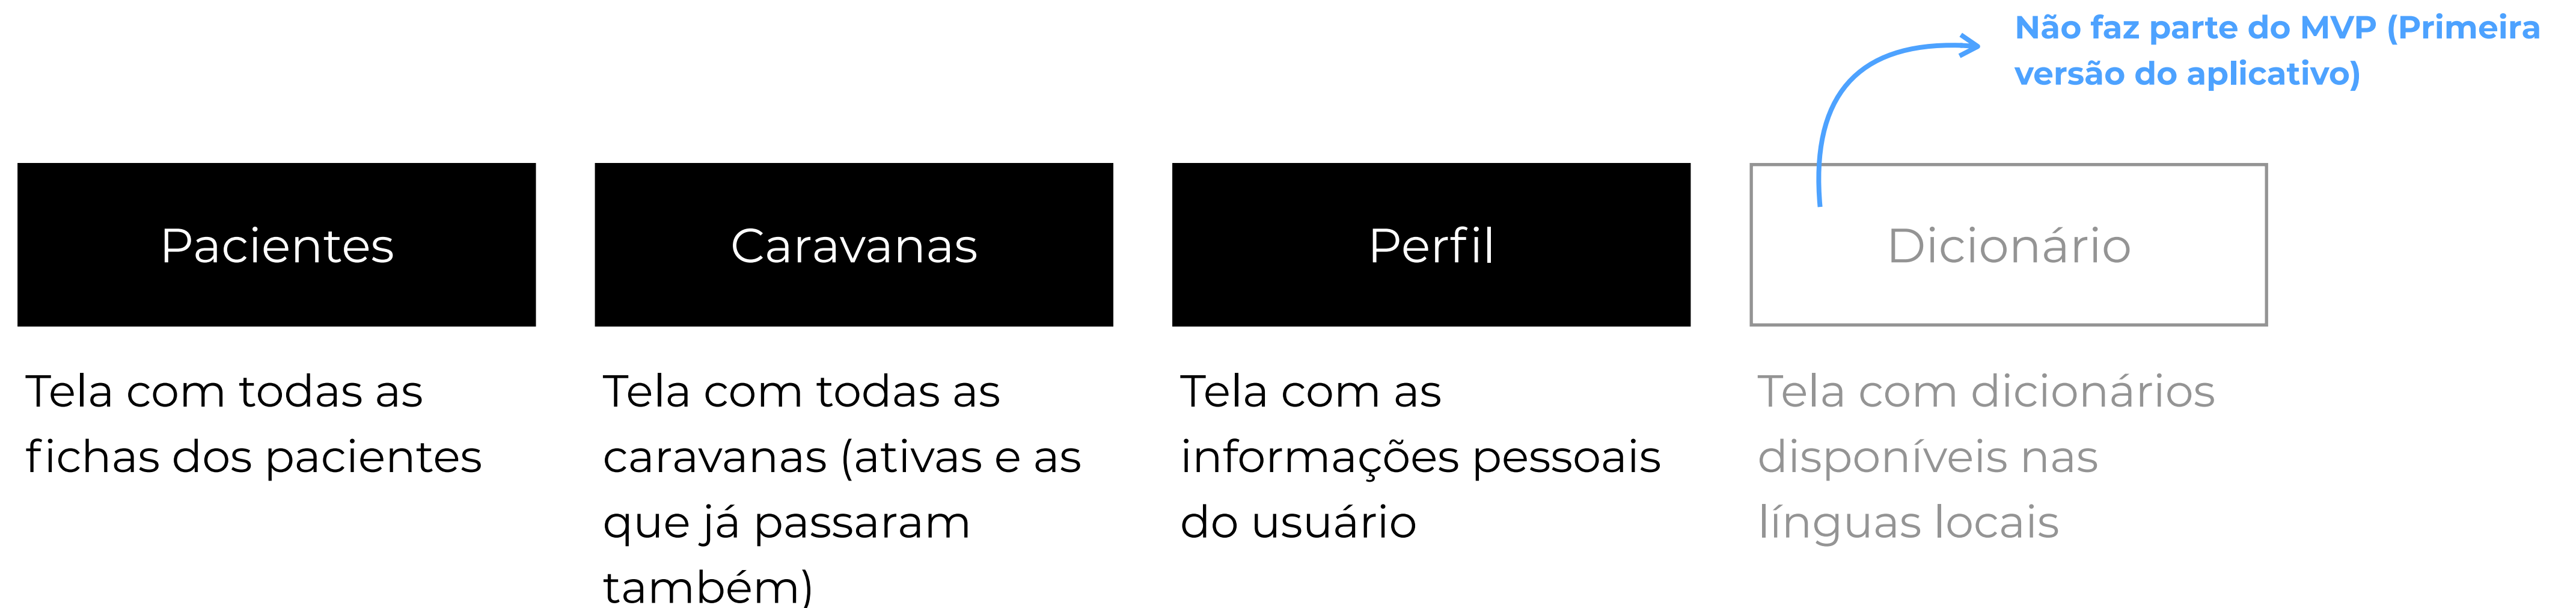 Não faz parte do MVP (Primeira
versão do aplicativo)
Pacientes
Tela com todas as
fichas dos pacientes
Caravanas
Tela com todas as
caravanas (ativas e as
que já passaram
também)
Perfil
Tela com as
informações pessoais
do usuário
Dicionário
Tela com dicionários
disponíveis nas
línguas locais